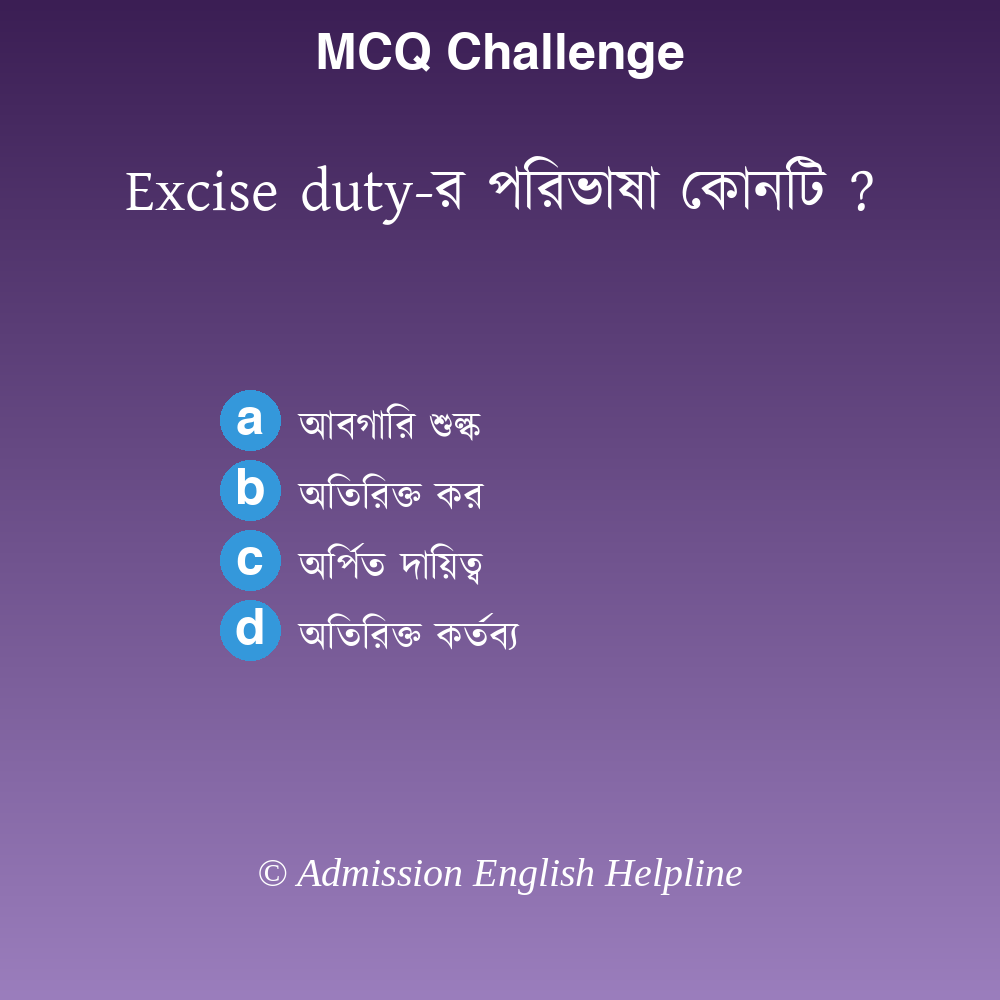 MCQ Challenge
Excise duty-র পরিভাষা কোনটি ?
a আবগারি শুল্ক
b অতিরিক্ত কর
c অর্পিত দায়িত্ব
d অতিরিক্ত কর্তব্য
© Admission English Helpline